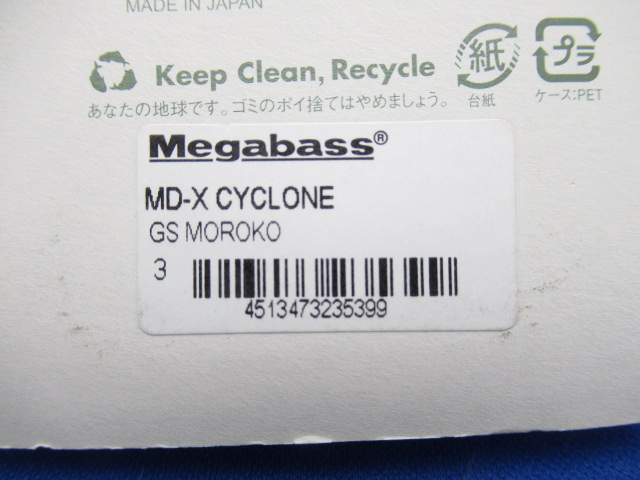 MADE IN JAPAN
Keep Clean, Recycle
あなたの地球です。ゴミのポイ捨てはやめましょう。
紙
台紙
プラ
ケース:PET
Megabass®
MD-X CYCLONE
GS MOROKO
3
4513473235399